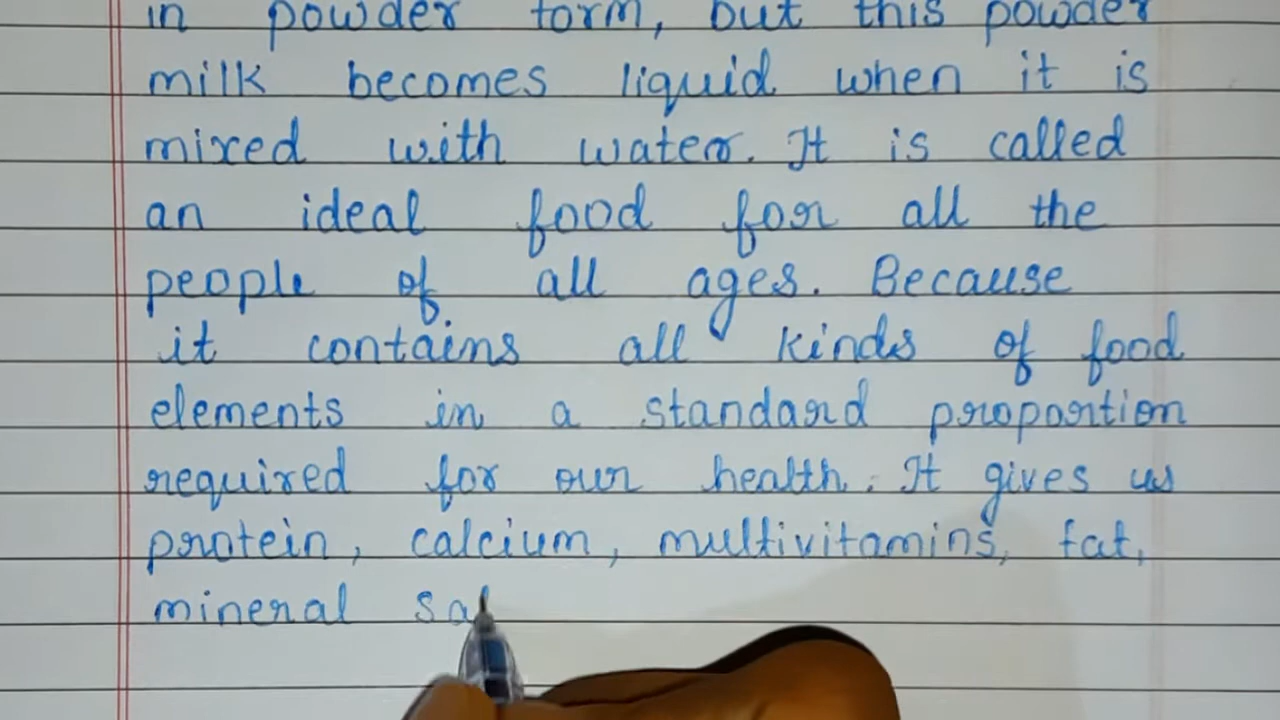 in powder form, but this powder
milk becomes liquid when it is
mixed with water. It is called
an ideal food for all the
people of all ages. Because
it contains all kinds of food
elements in a standard proportion
required for our health. It gives us
protein, calcium, multivitamins, fat,
mineral sal